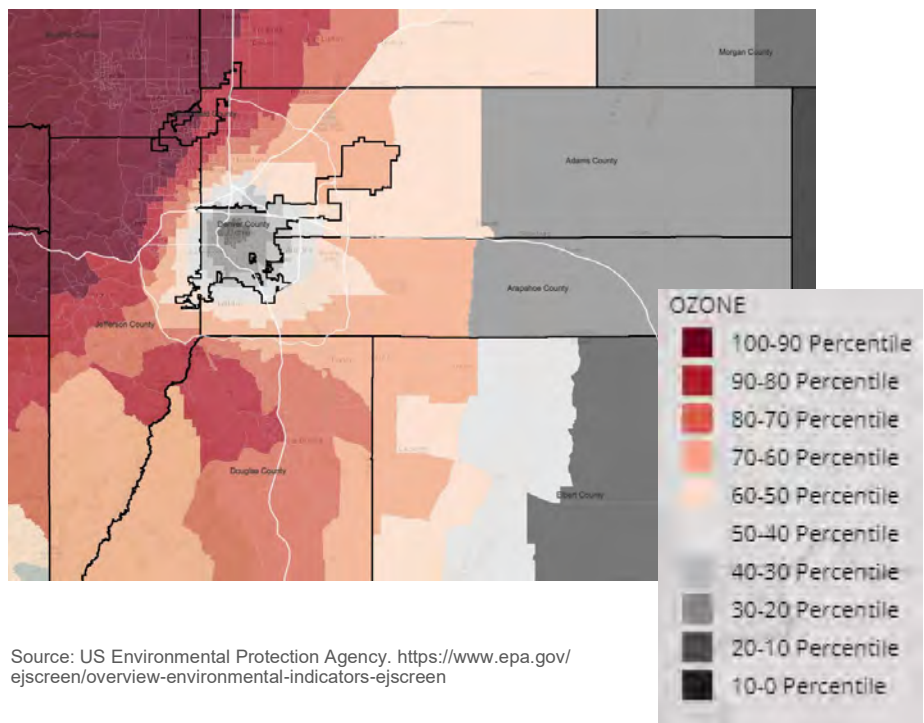 Morgan County
Adams County
Denver County
Arapahoe County
Jefferson County
Douglas County
Elbert County
OZONE
100-90 Percentile
90-80 Percentile
80-70 Percentile
70-60 Percentile
60-50 Percentile
50-40 Percentile
40-30 Percentile
30-20 Percentile
20-10 Percentile
10-0 Percentile
Source: US Environmental Protection Agency. https://www.epa.gov/
ejscreen/overview-environmental-indicators-ejscreen